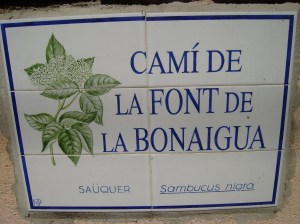 CAMÍ DE
LA FONT DE
LA BONAIGUA
SAÜQUER
Sambucus nigra